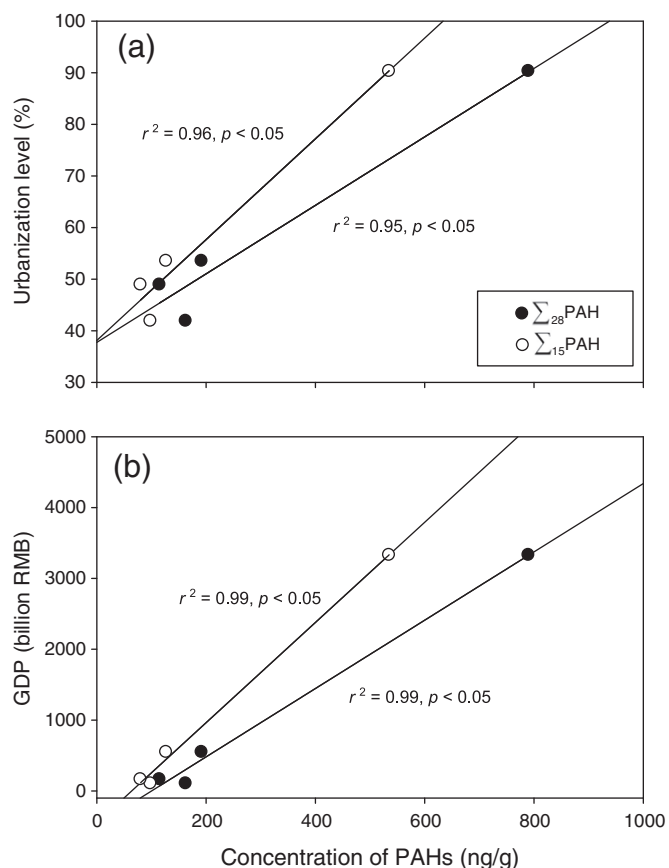 (a)
100
90
80
70
60
50
40
30
Urbanization level (%)
r² = 0.96, p < 0.05
r² = 0.95, p < 0.05
∑₂₈PAH
∑₁₅PAH
(b)
5000
4000
3000
2000
1000
0
GDP (billion RMB)
r² = 0.99, p < 0.05
r² = 0.99, p < 0.05
0 200 400 600 800 1000
Concentration of PAHs (ng/g)